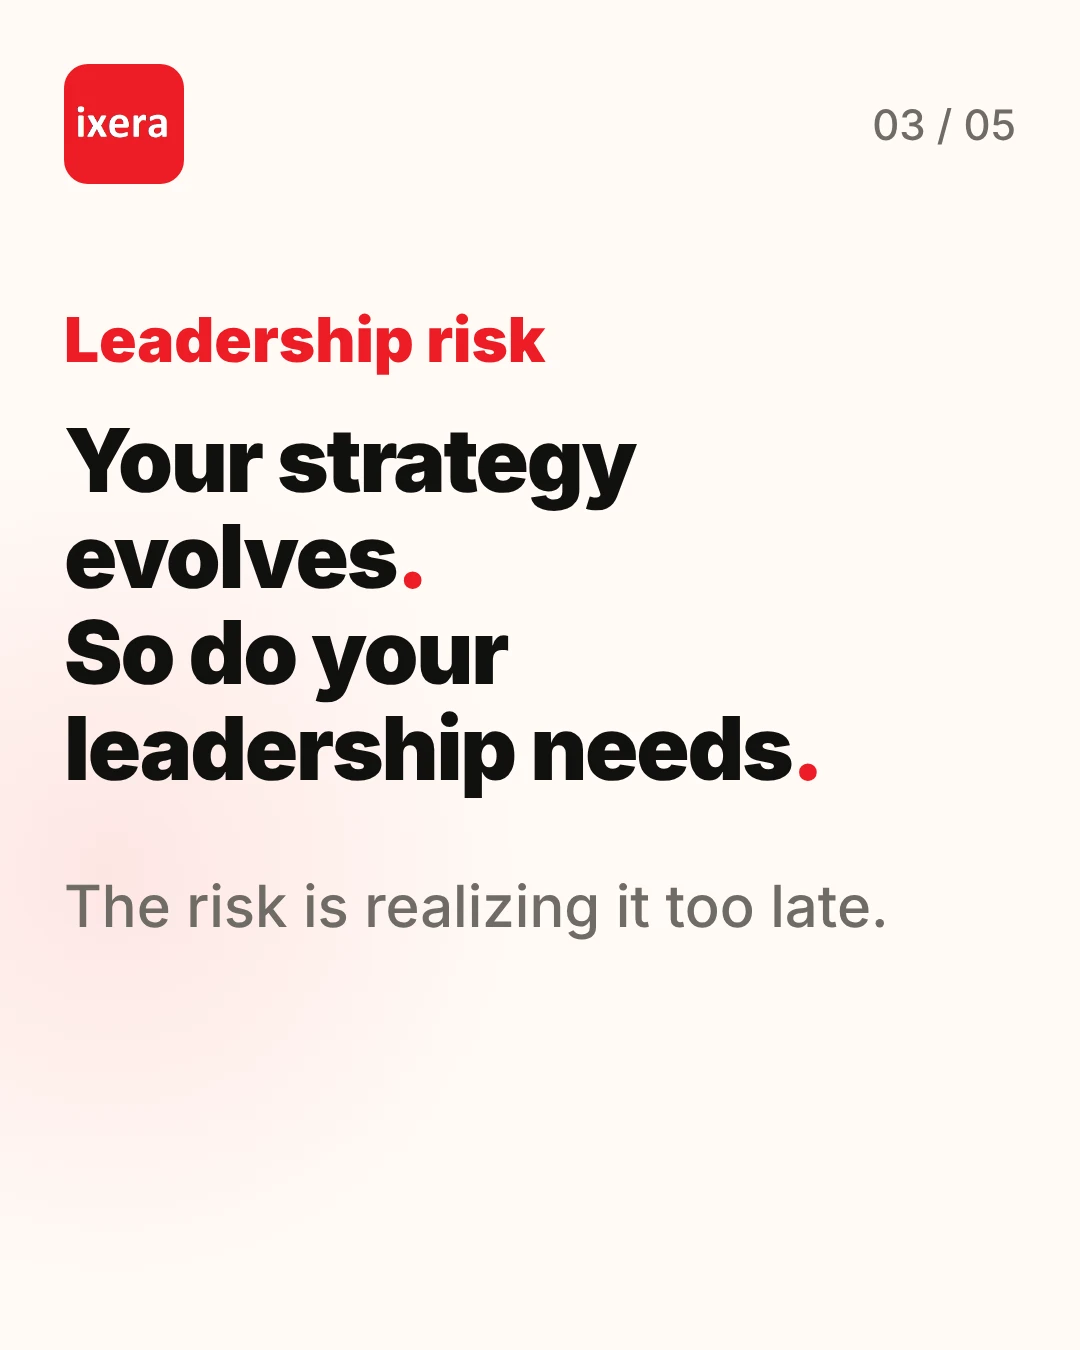 ixera
03 / 05
Leadership risk
Your strategy
evolves.
So do your
leadership needs.
The risk is realizing it too late.